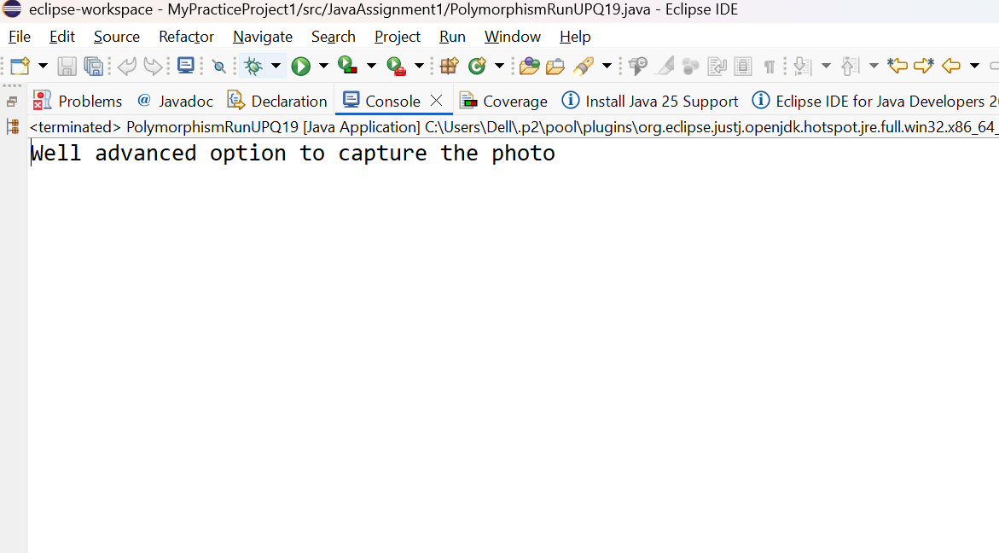 eclipse-workspace - MyPracticeProject1/src/JavaAssignment1/PolymorphismRunUPQ19.java - Eclipse IDE
File Edit Source Refactor Navigate Search Project Run Window Help
Problems @ Javadoc Declaration Console Coverage Install Java 25 Support Eclipse IDE for Java Developers 2
<terminated> PolymorphismRunUPQ19 [Java Application] C:\Users\Dell\.p2\pool\plugins\org.eclipse.justj.openjdk.hotspot.jre.full.win32.x86_64_
Well advanced option to capture the photo